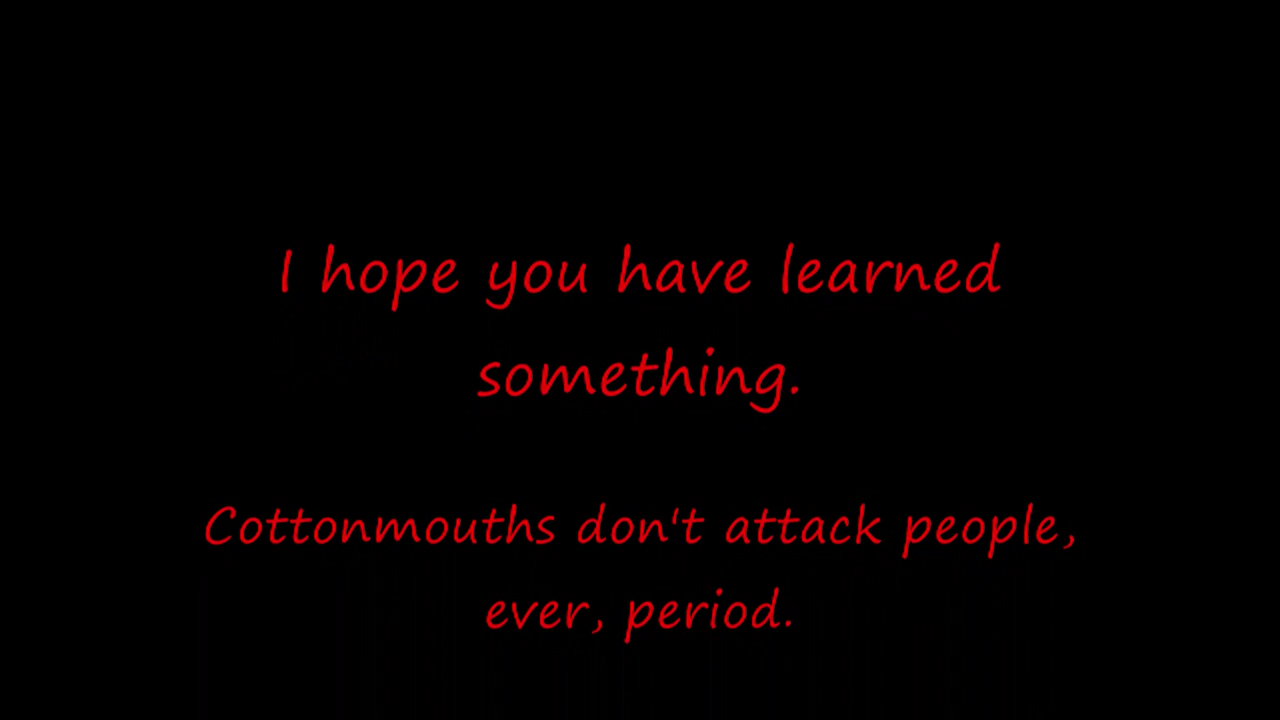 I hope you have learned
something.
Cottonmouths don't attack people,
ever, period.